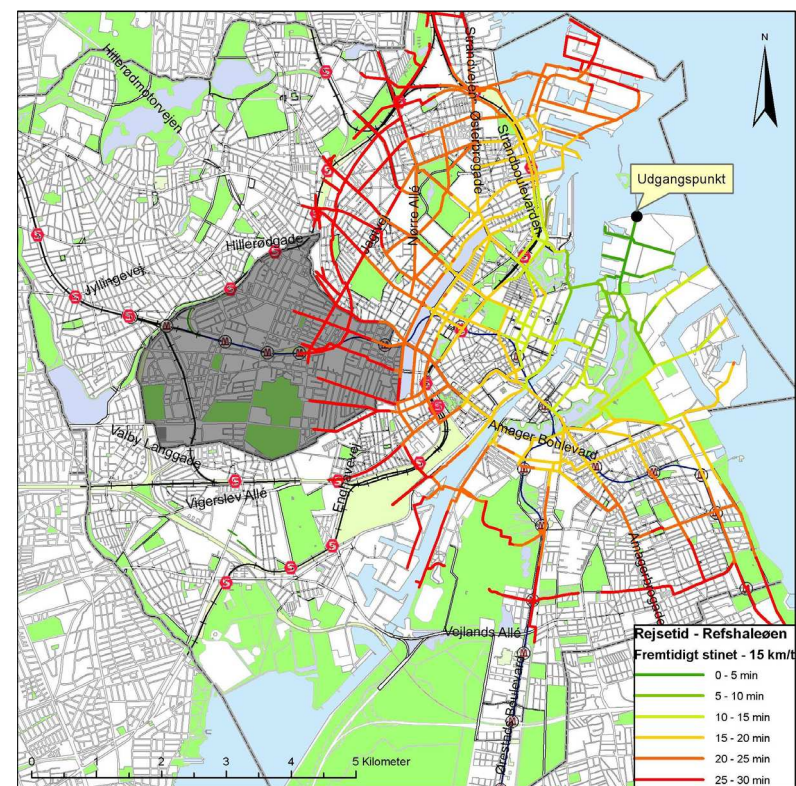 N
Hillerødmotorvejen
Strandvejen
Østerbrogade
Strandboulevarden
Udgangspunkt
Nørre Allé
Jagtvej
Hillerødgade
Jyllingevej
Amager Boulevard
Valby Langgade
Enghavevej
Vigerslev Allé
Amagerbrogade
Vejlands Allé
Ørestads Boulevard
Rejsetid - Refshaleøen
Fremtidigt stinet - 15 km/t
0 - 5 min
5 - 10 min
10 - 15 min
15 - 20 min
20 - 25 min
25 - 30 min
0 1 2 3 4 5 Kilometer